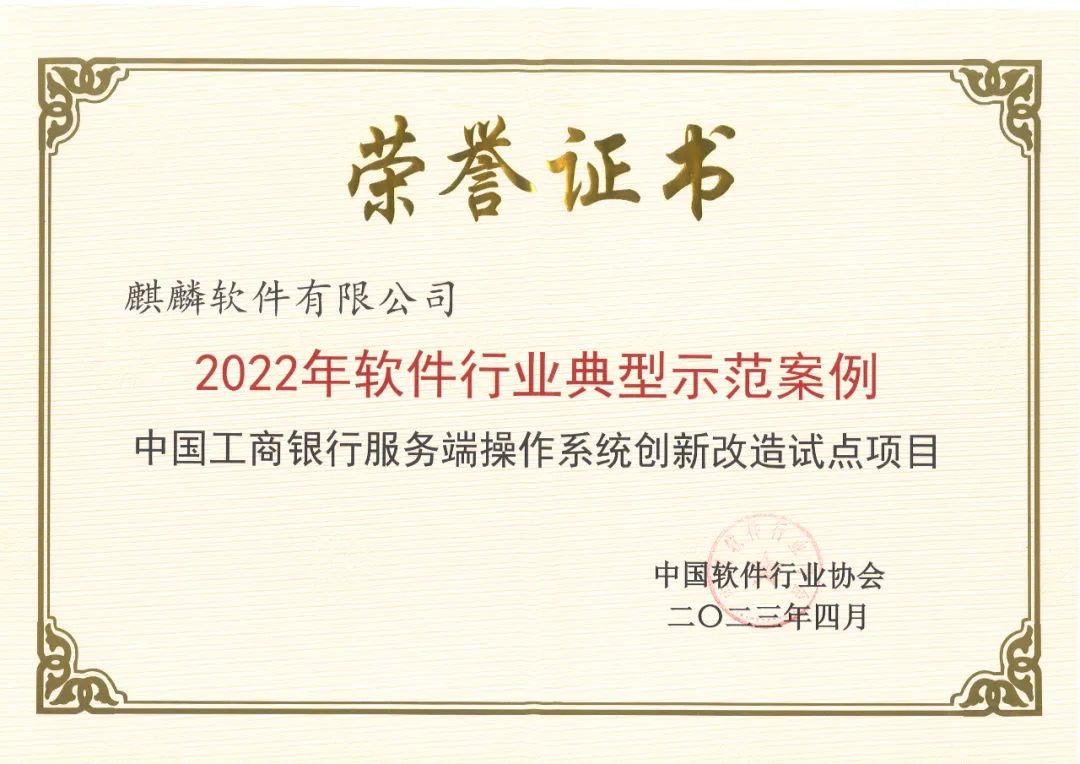 荣誉证书
麒麟软件有限公司
2022年软件行业典型示范案例
中国工商银行服务端操作系统创新改造试点项目
中国软件行业协会
二〇二三年四月